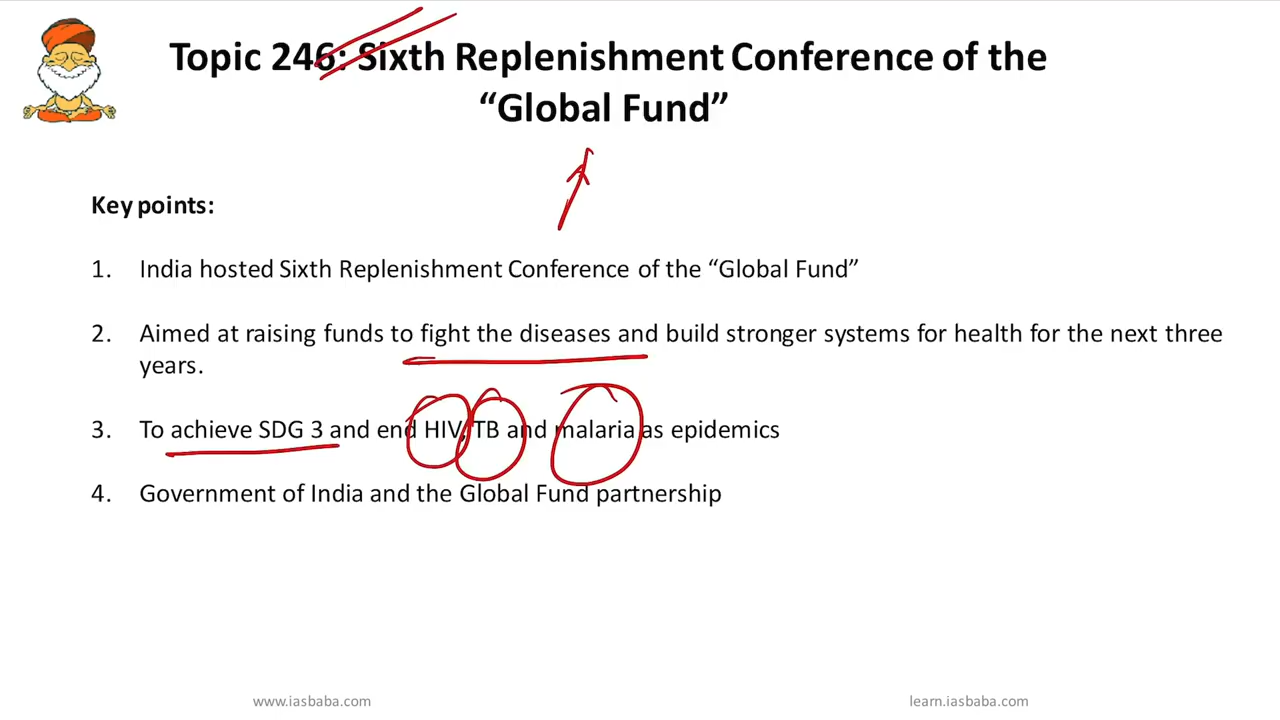 Topic 246: Sixth Replenishment Conference of the
“Global Fund”
Key points:
1. India hosted Sixth Replenishment Conference of the “Global Fund”
2. Aimed at raising funds to fight the diseases and build stronger systems for health for the next three
years.
3. To achieve SDG 3 and end HIV, TB and malaria as epidemics
4. Government of India and the Global Fund partnership
www.iasbaba.com
learn.iasbaba.com